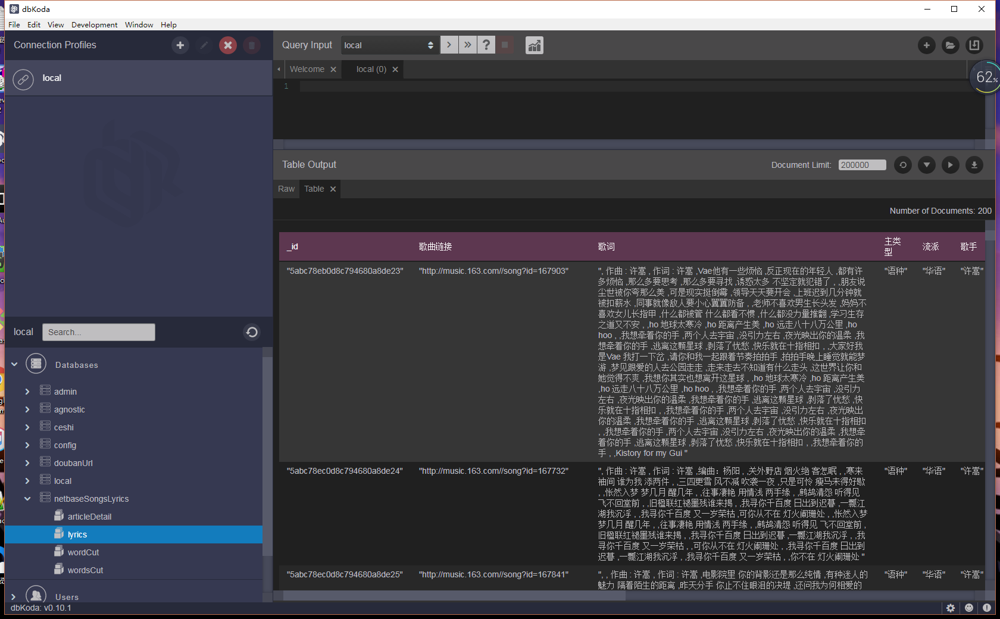 dbKoda
File Edit View Development Window Help
Connection Profiles
local
local
Search...
Databases
admin
agnostic
ceshi
config
doubanUrl
local
netbaseSongsLyrics
articleDetail
lyrics
wordCut
wordsCut
Users
dbKoda: v0.10.1
Query Input
local
Welcome
local (0)
1
62%
Table Output
Document Limit: 200000
Raw
Table
Number of Documents: 200
_id 歌曲链接 歌词 主类型 流派 歌手
"5abc78eb0d8c794680a8de23" "http://music.163.com//song?id=167903"
", 作曲 : 许嵩 , 作词 : 许嵩 ,Vae他有一些烦恼 ,反正现在的年轻人 ,都有许
多烦恼 ,那么多要思考 ,那么多要寻找 ,诱惑太多 不坚定就犯错了 , ,朋友说
尘世被你夸那么美 ,可是现实挺倒霉 ,领导天天要开会 ,上班迟到几分钟就
被扣薪水 ,同事就像敌人要小心翼翼防备 , ,老师不喜欢男生长头发 ,妈妈不
喜欢女儿长指甲 ,什么都被管 什么都看不惯 ,什么都没力量推翻 ,学习生存
之道又不安 , ,ho 地球太寒冷 ,ho 距离产生美 ,ho 远走八十八万公里 ,ho
hoo , ,我想牵着你的手 ,两个人去宇宙 ,没引力左右 ,夜光映出你的温柔 ,我
想牵着你的手 ,逃离这颗星球 ,剥落了忧愁 ,快乐就在十指相扣 , ,大家好我
是Vae 我打一下岔 ,请你和我一起跟着节奏拍拍手 ,拍拍手晚上睡觉就能梦
游 ,梦见跟爱的人去公园走走 ,走来走去不知道有什么走头 ,这世界让你和
她觉得不爽 ,我想你其实也想离开这星球 , ,ho 地球太寒冷 ,ho 距离产生美
,ho 远走八十八万公里 ,ho hoo , ,我想牵着你的手 ,两个人去宇宙 ,没引力
左右 ,夜光映出你的温柔 ,我想牵着你的手 ,逃离这颗星球 ,剥落了忧愁 ,快
乐就在十指相扣 , ,我想牵着你的手 ,两个人去宇宙 ,没引力左右 ,夜光映出
你的温柔 ,我想牵着你的手 ,逃离这颗星球 ,剥落了忧愁 ,快乐就在十指相扣
, ,我想牵着你的手 ,两个人去宇宙 ,没引力左右 ,夜光映出你的温柔 ,我想牵
着你的手 ,逃离这颗星球 ,剥落了忧愁 ,快乐就在十指相扣 , ,我想牵着你的
手 , ,Kistory for my Gui "
"语种" "华语" "许嵩"
"5abc78ec0d8c794680a8de24" "http://music.163.com//song?id=167732"
", 作曲 : 许嵩 , 作词 : 许嵩 ,编曲：杨阳 , ,关外野店 烟火绝 客怎眠 , ,寒来
袖间 谁为我 添两件 , ,三四更雪 风不减 吹袭一夜 ,只是可怜 瘦马未得好歇
, ,怅然入梦 梦几月 醒几年 , ,往事凄艳 用情浅 两手缘 , ,鹧鸪清怨 听得见
飞不回堂前 , ,旧楹联红褪墨残谁来揭 , ,我寻你千百度 日出到迟暮 ,一瓢江
湖我沉浮 , ,我寻你千百度 又一岁荣枯 ,可你从不在 灯火阑珊处 , ,怅然入梦
梦几月 醒几年 , ,往事凄艳 用情浅 两手缘 , ,鹧鸪清怨 听得见 飞不回堂前 ,
旧楹联红褪墨残谁来揭 , ,我寻你千百度 日出到迟暮 ,一瓢江湖我沉浮 , ,我
寻你千百度 又一岁荣枯 , ,可你从不在 灯火阑珊处 , ,我寻你千百度 日出到
迟暮 ,一瓢江湖我沉浮 , ,我寻你千百度 又一岁荣枯 , ,你不在 灯火阑珊处 "
"语种" "华语" "许嵩"
"5abc78ec0d8c794680a8de25" "http://music.163.com//song?id=167841"
", , 作曲 : 许嵩 , 作词 : 许嵩 ,电影院里 你的背影还是那么纯情 ,有种迷人的
魅力 隔着陌生的距离 ,昨天分手 你止不住眼泪的决堤 ,还问我为何相爱的
"语种" "华语" "许嵩"